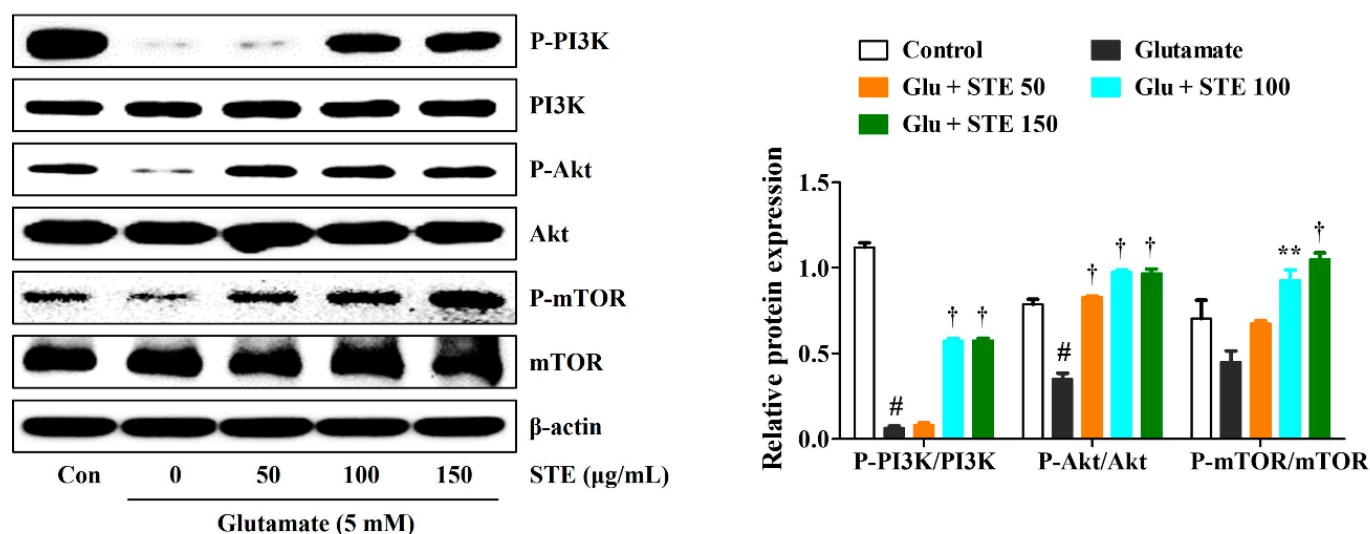 P-PI3K
PI3K
P-Akt
Akt
P-mTOR
mTOR
β-actin
Con 0 50 100 150 STE (μg/mL)
Glutamate (5 mM)
Control Glutamate
Glu + STE 50 Glu + STE 100
Glu + STE 150
Relative protein expression
1.5
1.0
0.5
0.0
# † † # † † † ** †
P-PI3K/PI3K P-Akt/Akt P-mTOR/mTOR